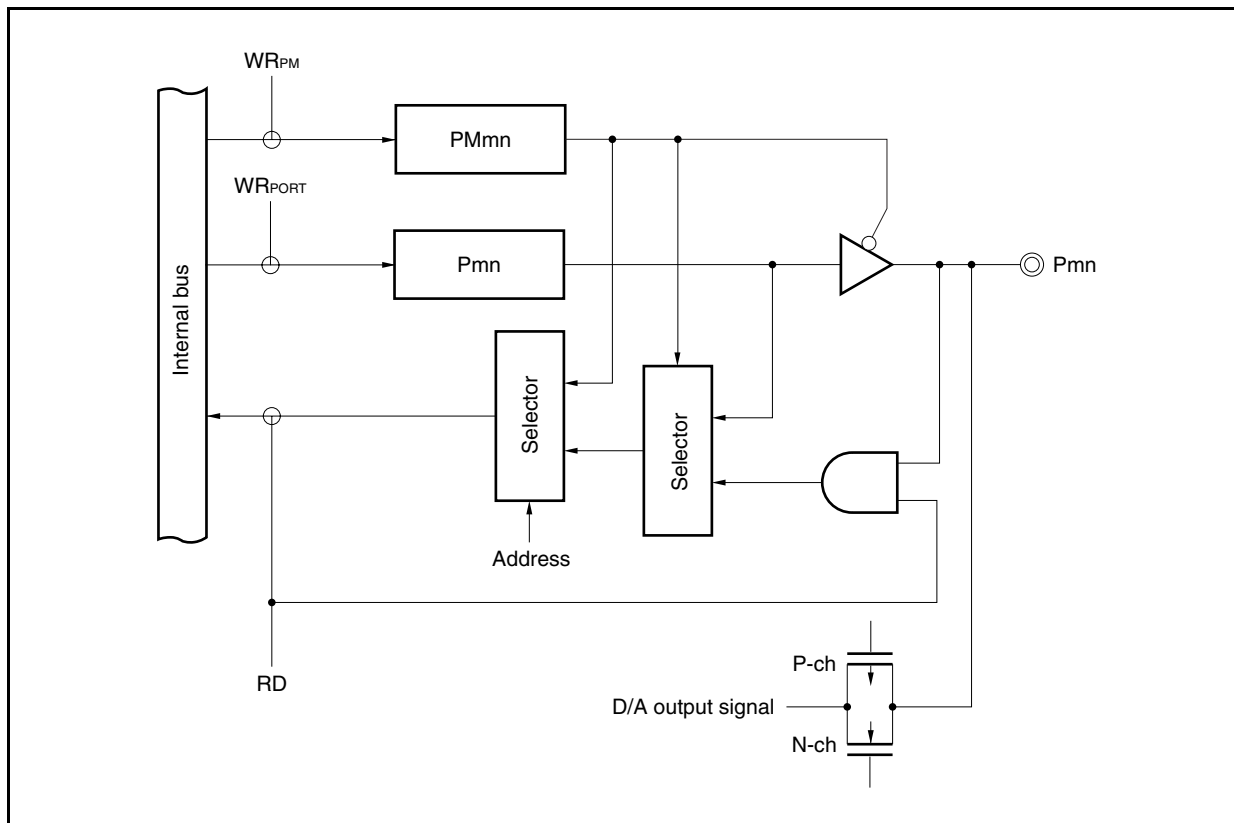 WRPM
PMmn
WRPORT
Pmn
Pmn
Internal bus
Selector
Selector
Address
RD
P-ch
D/A output signal
N-ch